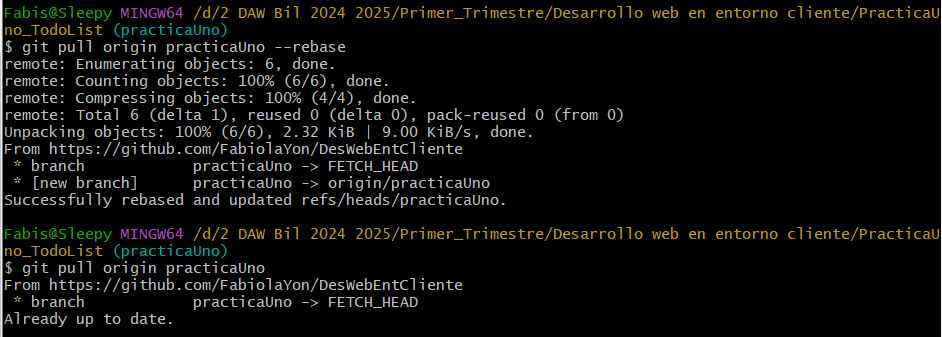 Fabis@Sleepy MINGW64 /d/2 DAW Bil 2024 2025/Primer_Trimestre/Desarrollo web en entorno cliente/PracticaU
no_TodoList (practicaUno)
$ git pull origin practicaUno --rebase
remote: Enumerating objects: 6, done.
remote: Counting objects: 100% (6/6), done.
remote: Compressing objects: 100% (4/4), done.
remote: Total 6 (delta 1), reused 0 (delta 0), pack-reused 0 (from 0)
Unpacking objects: 100% (6/6), 2.32 KiB | 9.00 KiB/s, done.
From https://github.com/FabiolaYon/DesWebEntCliente
 * branch            practicaUno -> FETCH_HEAD
 * [new branch]      practicaUno -> origin/practicaUno
Successfully rebased and updated refs/heads/practicaUno.
Fabis@Sleepy MINGW64 /d/2 DAW Bil 2024 2025/Primer_Trimestre/Desarrollo web en entorno cliente/PracticaU
no_TodoList (practicaUno)
$ git pull origin practicaUno
From https://github.com/FabiolaYon/DesWebEntCliente
 * branch            practicaUno -> FETCH_HEAD
Already up to date.